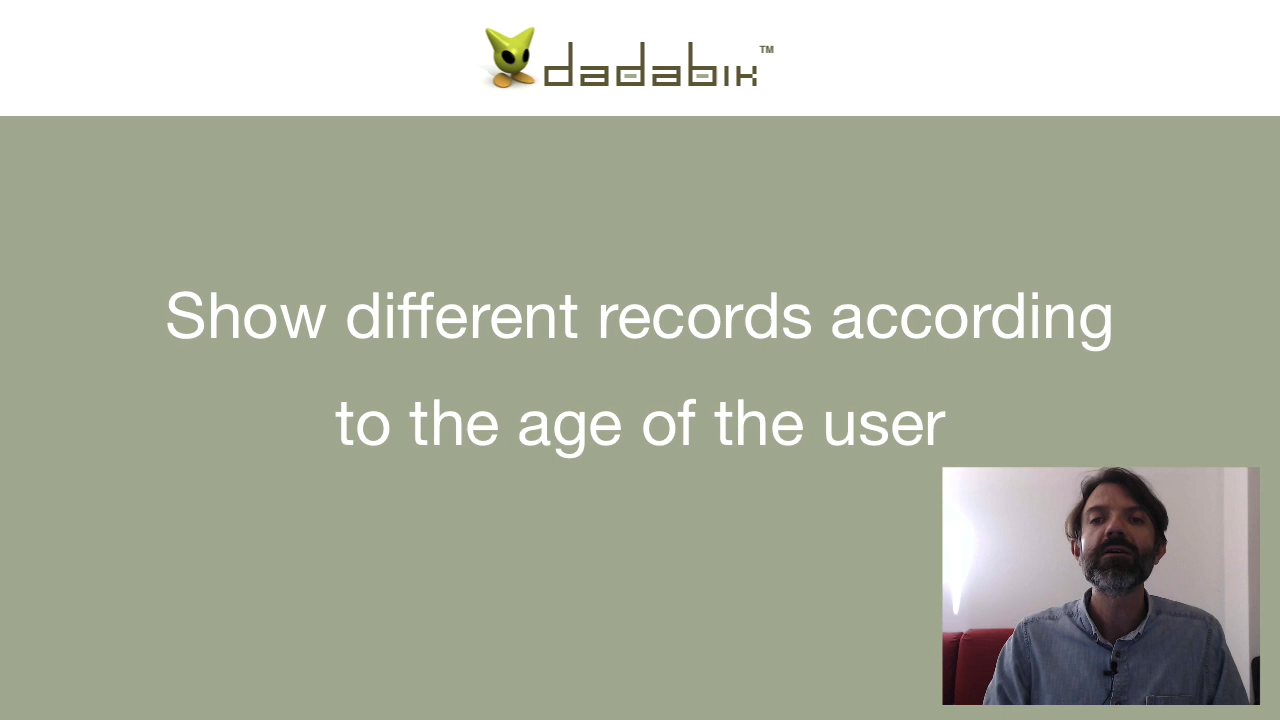 dadabik™
Show different records according
to the age of the user